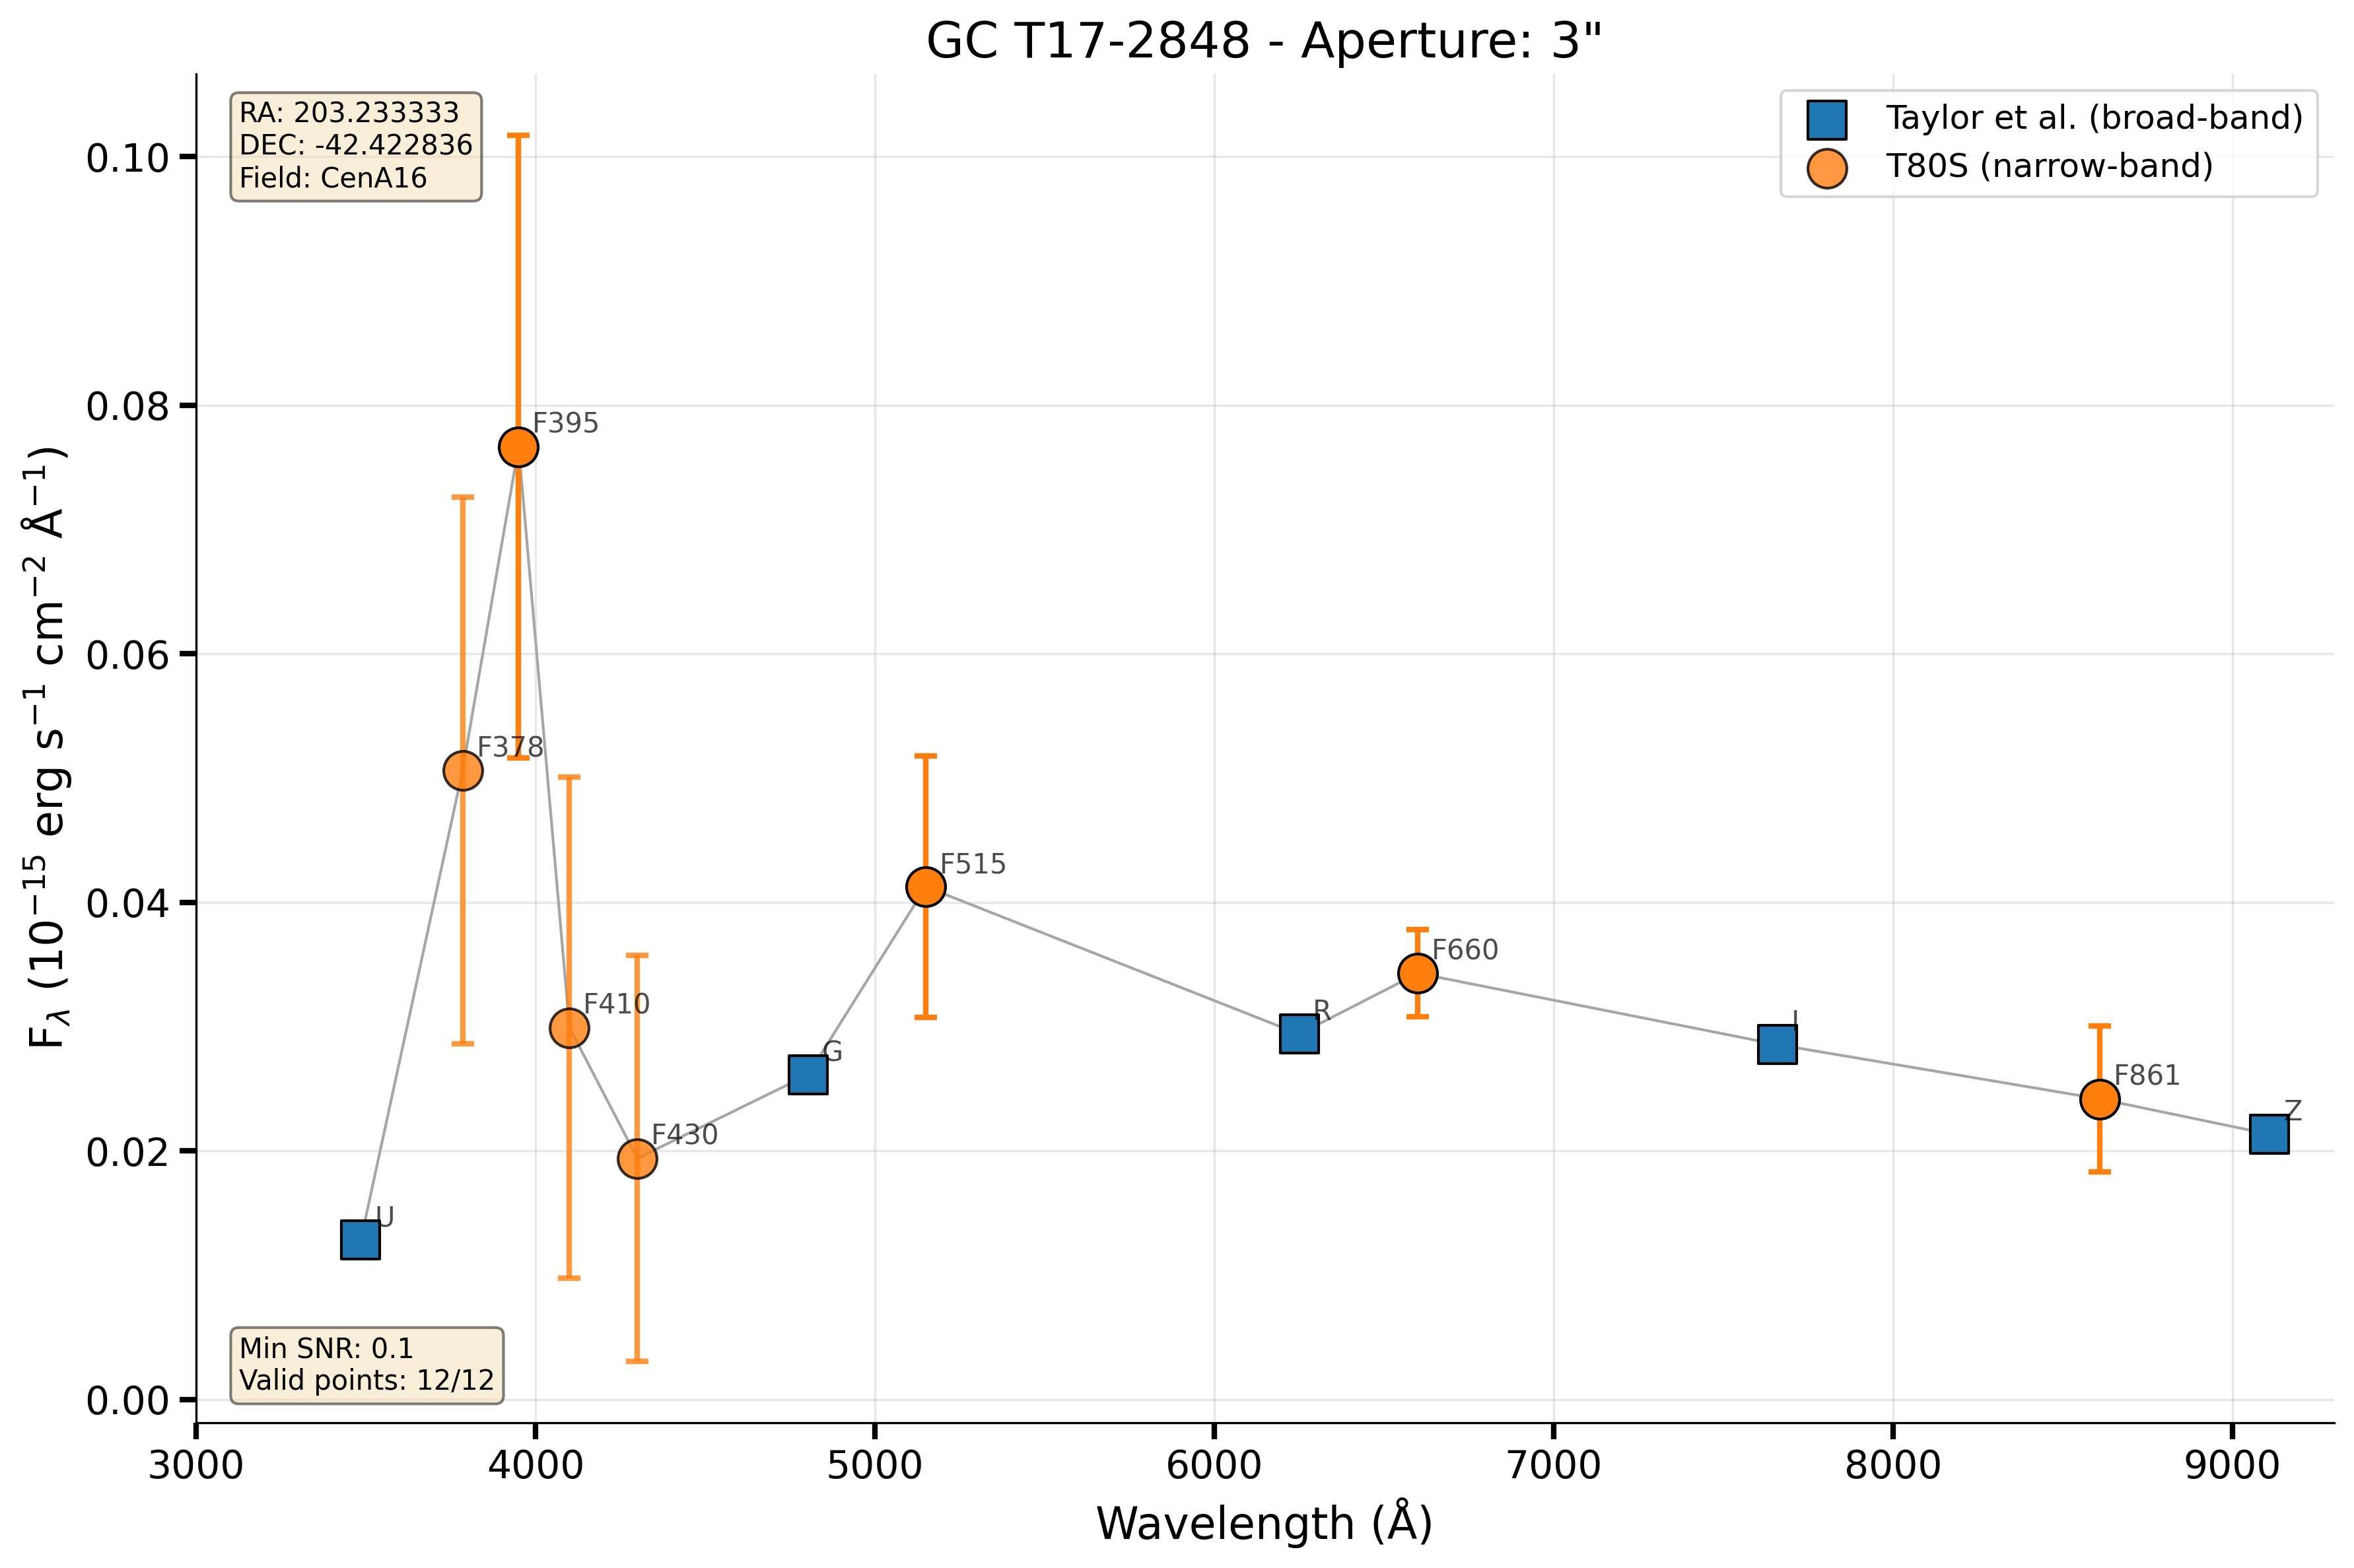 GC T17-2848 - Aperture: 3"
RA: 203.233333
DEC: -42.422836
Field: CenA16
Taylor et al. (broad-band)
T80S (narrow-band)
F395
F378
F410
F430
F515
F660
F861
U
G
R
I
Z
Min SNR: 0.1
Valid points: 12/12
0.10
0.08
0.06
0.04
0.02
0.00
3000 4000 5000 6000 7000 8000 9000
Wavelength (Å)
F_λ (10⁻¹⁵ erg s⁻¹ cm⁻² Å⁻¹)